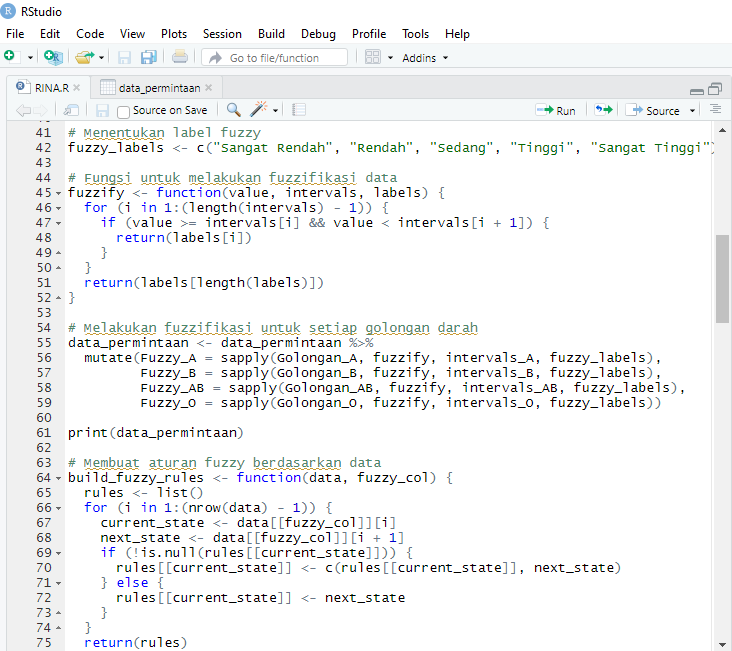 RStudio
File Edit Code View Plots Session Build Debug Profile Tools Help
Go to file/function Addins
RINA.R data_permintaan
Source on Save Run Source
41 # Menentukan label fuzzy
42 fuzzy_labels <- c("Sangat Rendah", "Rendah", "Sedang", "Tinggi", "Sangat Tinggi")
43
44 # Fungsi untuk melakukan fuzzifikasi data
45 fuzzify <- function(value, intervals, labels) {
46   for (i in 1:(length(intervals) - 1)) {
47     if (value >= intervals[i] && value < intervals[i + 1]) {
48       return(labels[i])
49     }
50   }
51   return(labels[length(labels)])
52 }
53
54 # Melakukan fuzzifikasi untuk setiap golongan darah
55 data_permintaan <- data_permintaan %>%
56   mutate(Fuzzy_A = sapply(Golongan_A, fuzzify, intervals_A, fuzzy_labels),
57          Fuzzy_B = sapply(Golongan_B, fuzzify, intervals_B, fuzzy_labels),
58          Fuzzy_AB = sapply(Golongan_AB, fuzzify, intervals_AB, fuzzy_labels),
59          Fuzzy_O = sapply(Golongan_O, fuzzify, intervals_O, fuzzy_labels))
60
61 print(data_permintaan)
62
63 # Membuat aturan fuzzy berdasarkan data
64 build_fuzzy_rules <- function(data, fuzzy_col) {
65   rules <- list()
66   for (i in 1:(nrow(data) - 1)) {
67     current_state <- data[[fuzzy_col]][i]
68     next_state <- data[[fuzzy_col]][i + 1]
69     if (!is.null(rules[[current_state]])) {
70       rules[[current_state]] <- c(rules[[current_state]], next_state)
71     } else {
72       rules[[current_state]] <- next_state
73     }
74   }
75   return(rules)